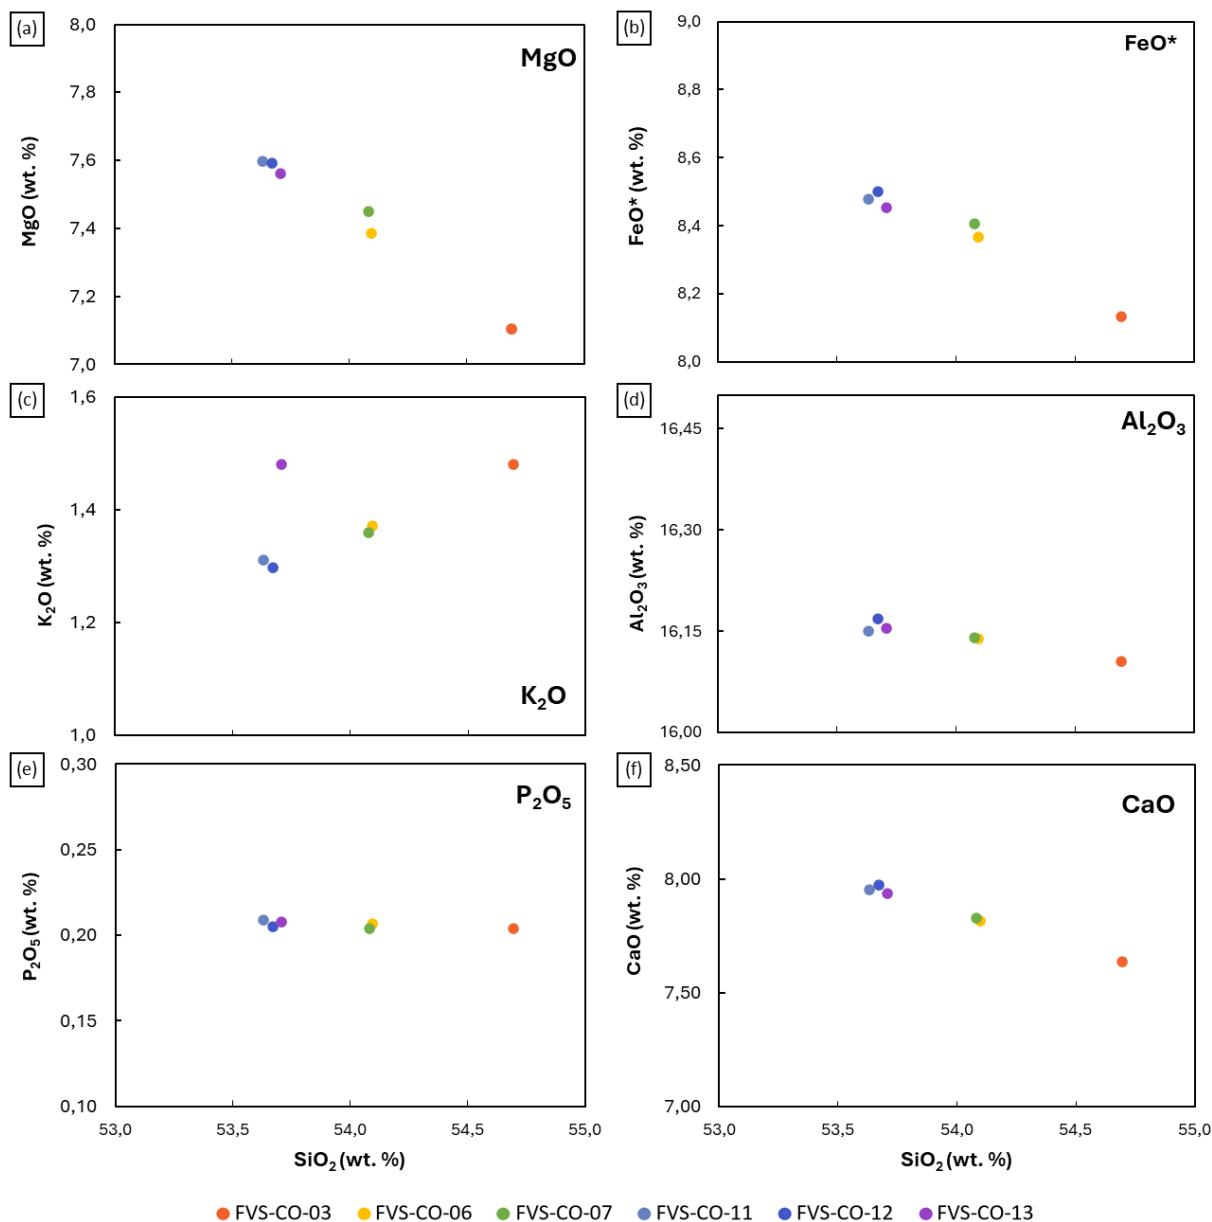 (a)
MgO
MgO (wt. %)
8,0
7,8
7,6
7,4
7,2
7,0
(b)
FeO*
FeO* (wt. %)
9,0
8,8
8,6
8,4
8,2
8,0
(c)
K₂O
K₂O (wt. %)
1,6
1,4
1,2
1,0
(d)
Al₂O₃
Al₂O₃ (wt. %)
16,45
16,30
16,15
16,00
(e)
P₂O₅
P₂O₅ (wt. %)
0,30
0,25
0,20
0,15
0,10
53,0 53,5 54,0 54,5 55,0
SiO₂ (wt. %)
(f)
CaO
CaO (wt. %)
8,50
8,00
7,50
7,00
53,0 53,5 54,0 54,5 55,0
SiO₂ (wt. %)
FVS-CO-03 FVS-CO-06 FVS-CO-07 FVS-CO-11 FVS-CO-12 FVS-CO-13